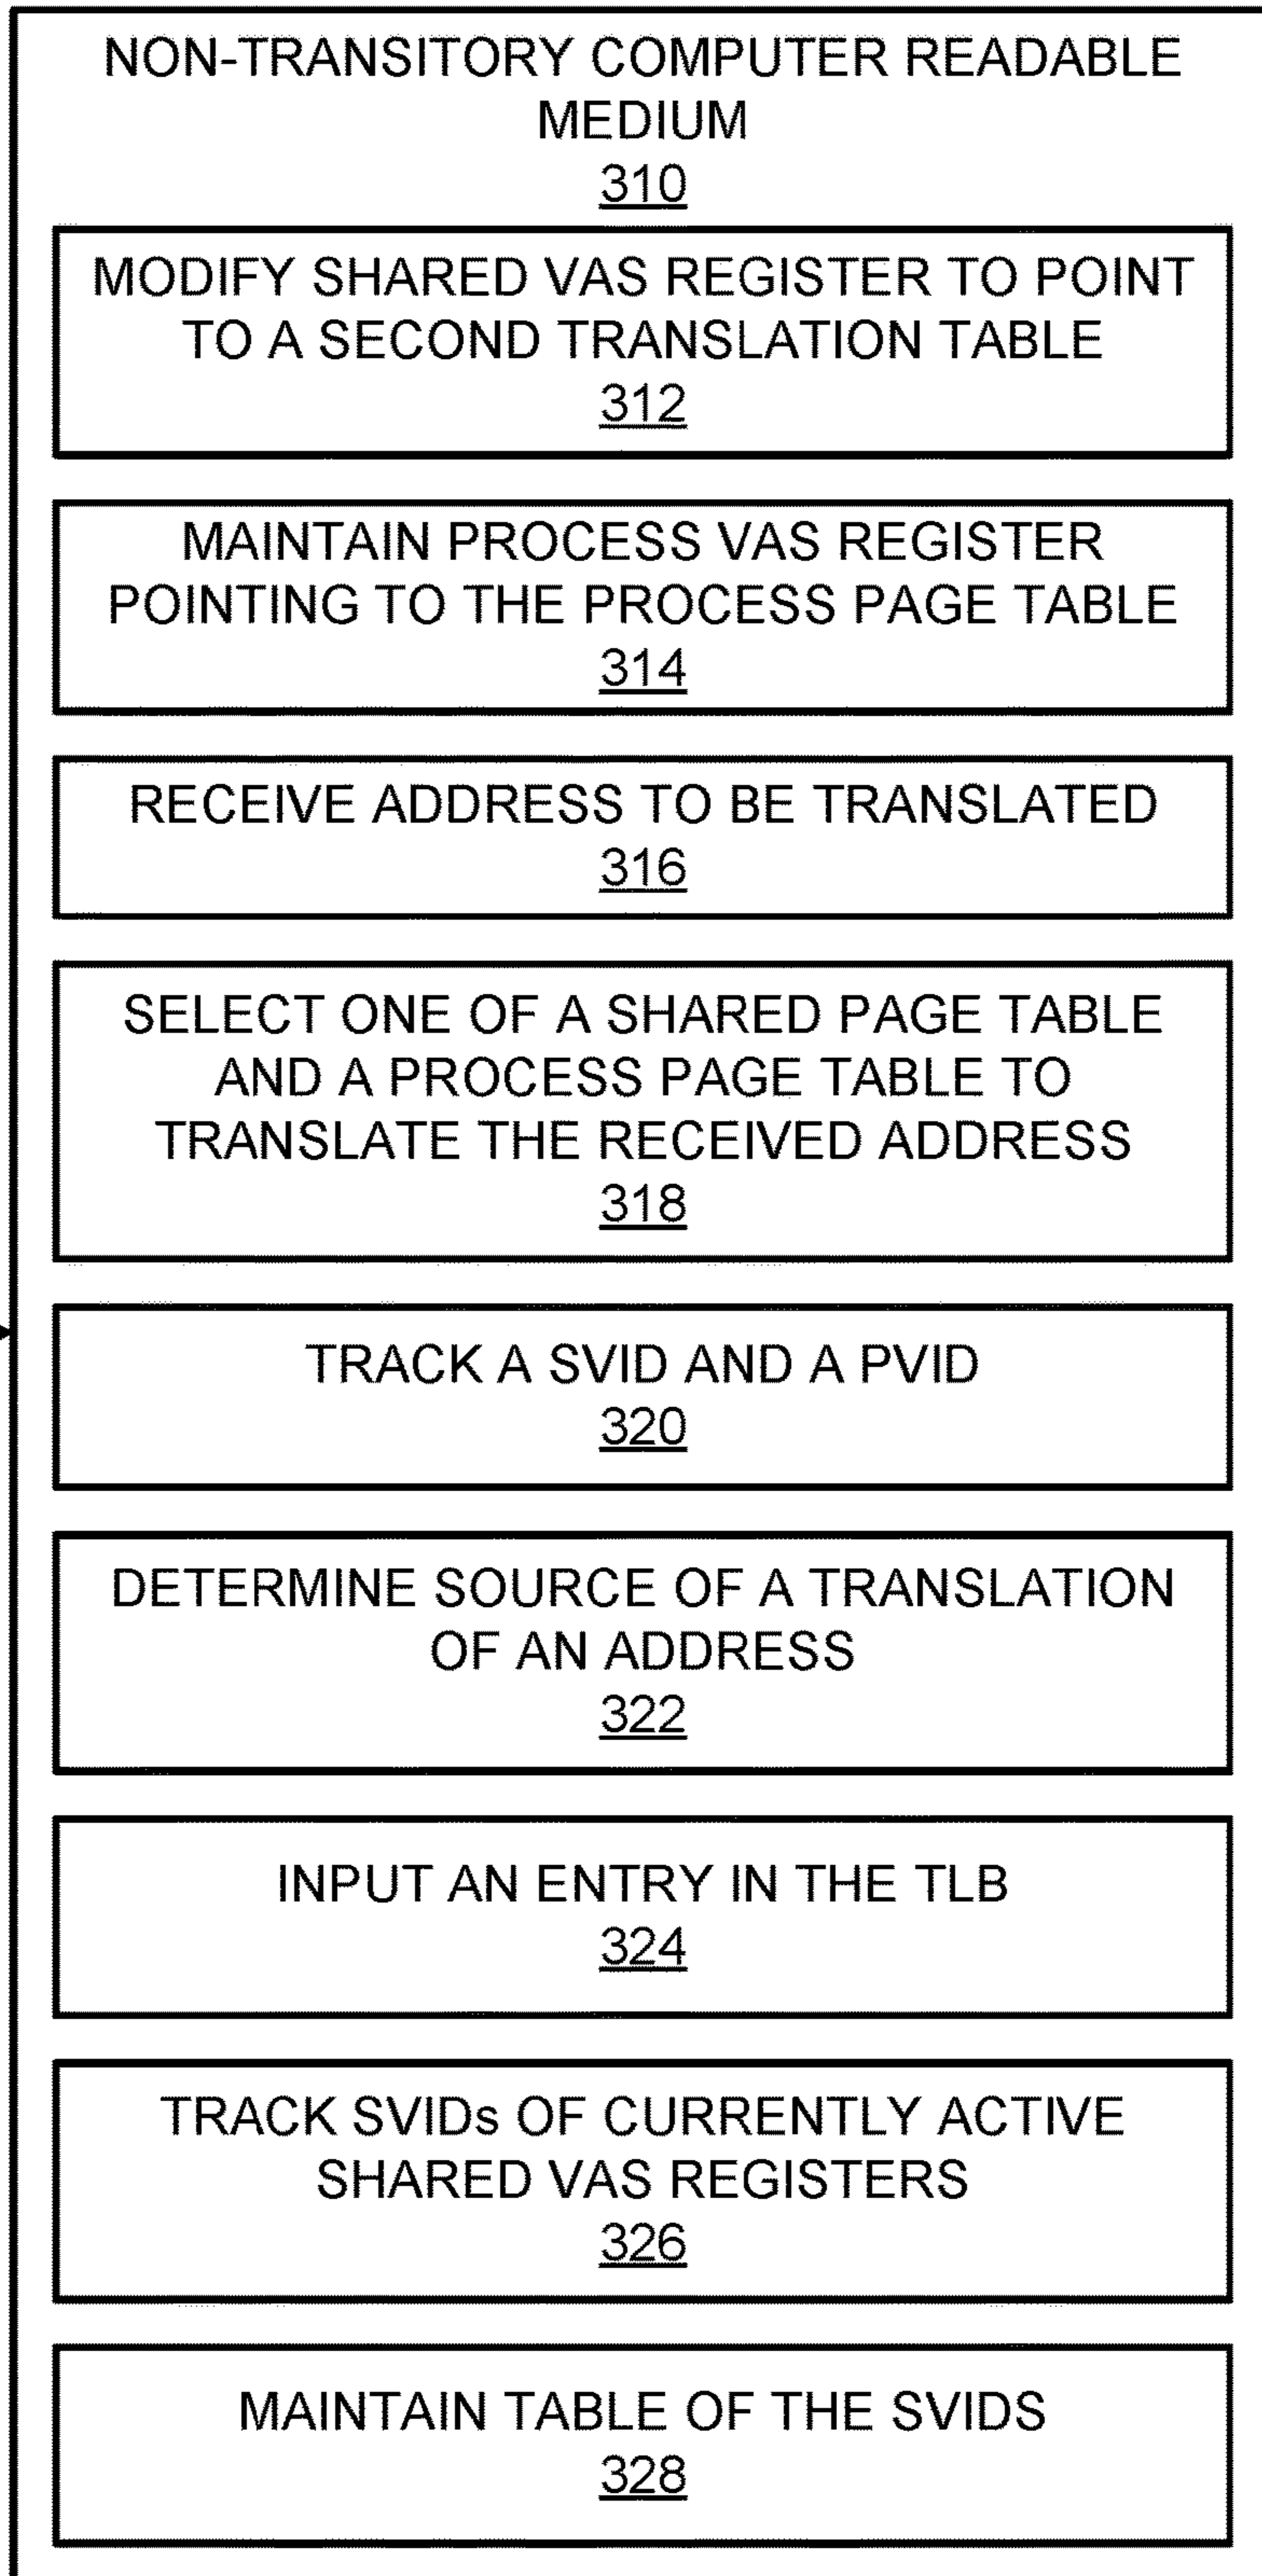 NON-TRANSITORY COMPUTER READABLE
MEDIUM
310
MODIFY SHARED VAS REGISTER TO POINT
TO A SECOND TRANSLATION TABLE
312
MAINTAIN PROCESS VAS REGISTER
POINTING TO THE PROCESS PAGE TABLE
314
RECEIVE ADDRESS TO BE TRANSLATED
316
SELECT ONE OF A SHARED PAGE TABLE
AND A PROCESS PAGE TABLE TO
TRANSLATE THE RECEIVED ADDRESS
318
TRACK A SVID AND A PVID
320
DETERMINE SOURCE OF A TRANSLATION
OF AN ADDRESS
322
INPUT AN ENTRY IN THE TLB
324
TRACK SVIDs OF CURRENTLY ACTIVE
SHARED VAS REGISTERS
326
MAINTAIN TABLE OF THE SVIDS
328